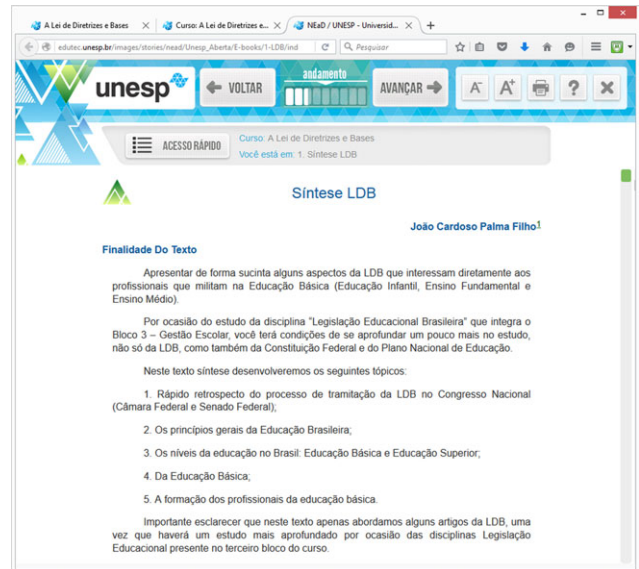 A Lei de Diretrizes e Bases
Curso: A Lei de Diretrizes e...
NEaD / UNESP - Universid...
edutec.unesp.br/images/stories/nead/Unesp_Aberta/E-books/1-LDB/ind
Pesquisar
unesp
VOLTAR
andamento
AVANÇAR
A-
A+
?
ACESSO RÁPIDO
Curso: A Lei de Diretrizes e Bases
Você está em: 1. Síntese LDB
Síntese LDB
João Cardoso Palma Filho1
Finalidade Do Texto
Apresentar de forma sucinta alguns aspectos da LDB que interessam diretamente aos
profissionais que militam na Educação Básica (Educação Infantil, Ensino Fundamental e
Ensino Médio).
Por ocasião do estudo da disciplina "Legislação Educacional Brasileira" que integra o
Bloco 3 – Gestão Escolar, você terá condições de se aprofundar um pouco mais no estudo,
não só da LDB, como também da Constituição Federal e do Plano Nacional de Educação.
Neste texto síntese desenvolveremos os seguintes tópicos:
1. Rápido retrospecto do processo de tramitação da LDB no Congresso Nacional
(Câmara Federal e Senado Federal);
2. Os princípios gerais da Educação Brasileira;
3. Os níveis da educação no Brasil: Educação Básica e Educação Superior;
4. Da Educação Básica;
5. A formação dos profissionais da educação básica.
Importante esclarecer que neste texto apenas abordamos alguns artigos da LDB, uma
vez que haverá um estudo mais aprofundado por ocasião das disciplinas Legislação
Educacional presente no terceiro bloco do curso.